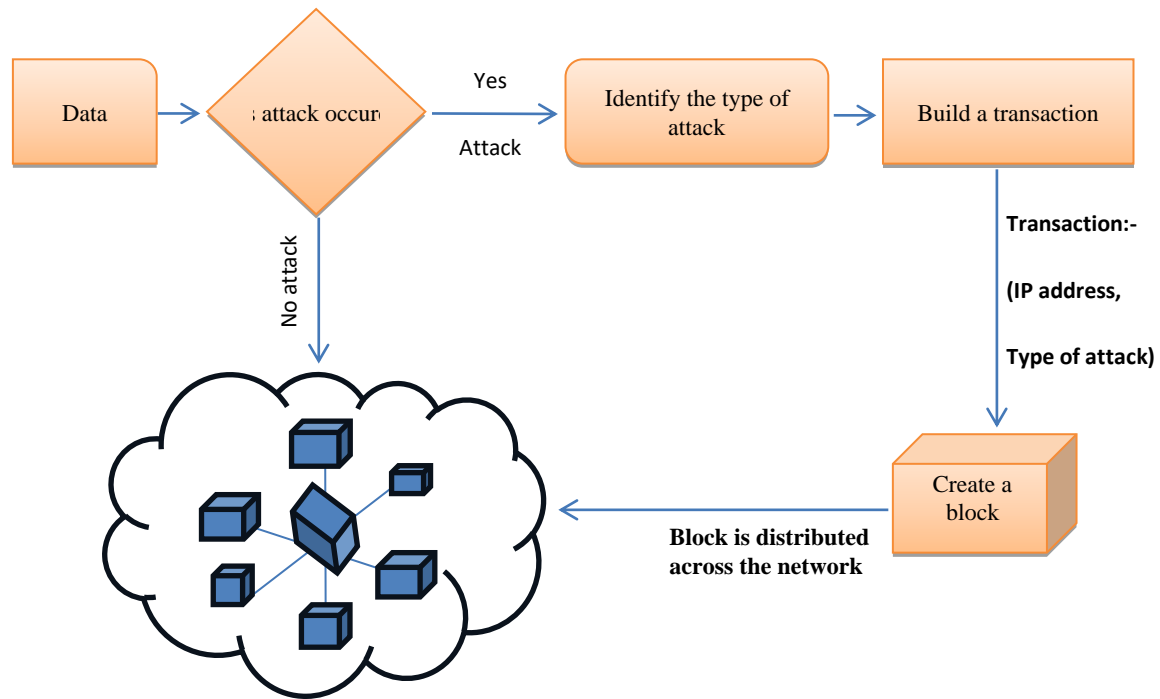 Data
attack occur
Yes
Attack
Identify the type of
attack
Build a transaction
No attack
Transaction:-
(IP address,
Type of attack)
Create a
block
Block is distributed
across the network